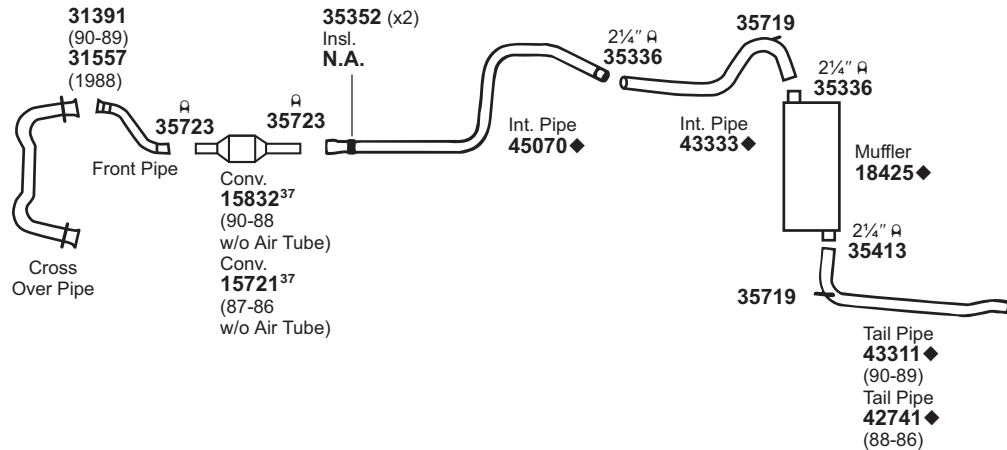 31391
(90-89)
31557
(1988)
35723
Front Pipe
Cross
Over Pipe
35723
Conv.
15832³⁷
(90-88
w/o Air Tube)
Conv.
15721³⁷
(87-86
w/o Air Tube)
35352 (x2)
Insl.
N.A.
Int. Pipe
45070◆
2¼″
35336
35719
Int. Pipe
43333◆
2¼″
35336
Muffler
18425◆
2¼″
35413
35719
Tail Pipe
43311◆
(90-89)
Tail Pipe
42741◆
(88-86)